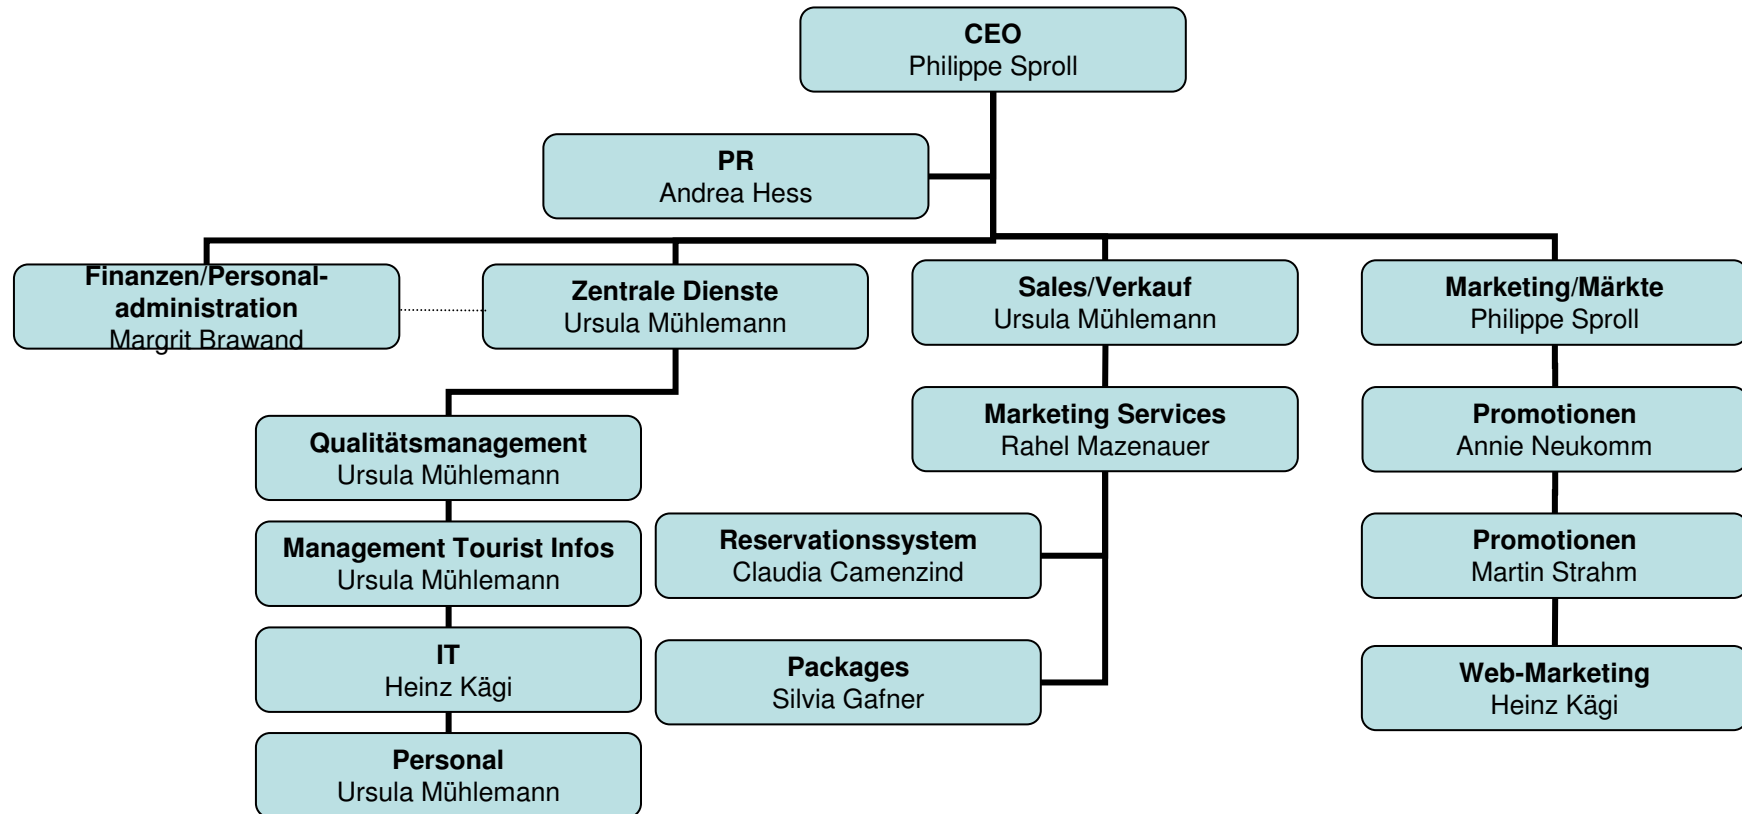 CEO
Philippe Sproll
PR
Andrea Hess
Finanzen/Personal-
administration
Margrit Brawand
Zentrale Dienste
Ursula Mühlemann
Sales/Verkauf
Ursula Mühlemann
Marketing/Märkte
Philippe Sproll
Qualitätsmanagement
Ursula Mühlemann
Management Tourist Infos
Ursula Mühlemann
IT
Heinz Kägi
Personal
Ursula Mühlemann
Marketing Services
Rahel Mazenauer
Reservationssystem
Claudia Camenzind
Packages
Silvia Gafner
Promotionen
Annie Neukomm
Promotionen
Martin Strahm
Web-Marketing
Heinz Kägi